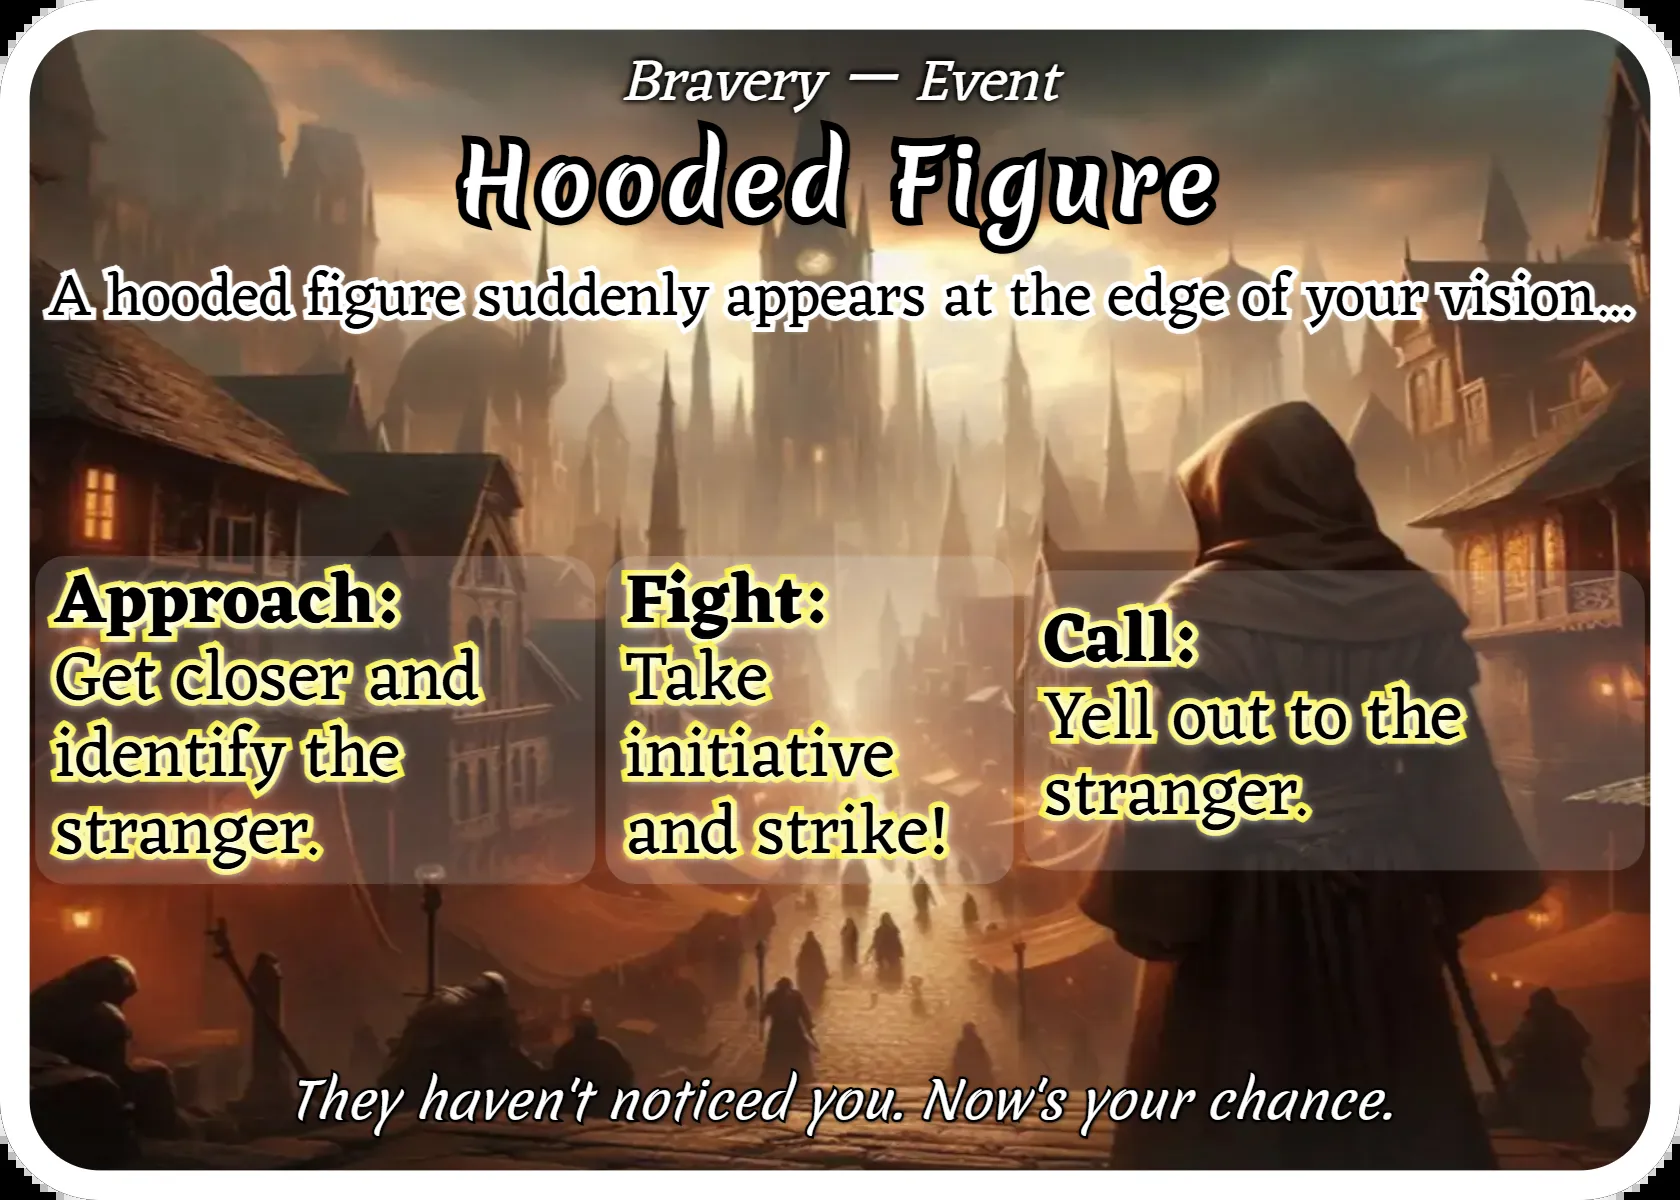 Bravery — Event
Hooded Figure
A hooded figure suddenly appears at the edge of your vision...
Approach:
Get closer and
identify the
stranger.
Fight:
Take
initiative
and strike!
Call:
Yell out to the
stranger.
They haven't noticed you. Now's your chance.